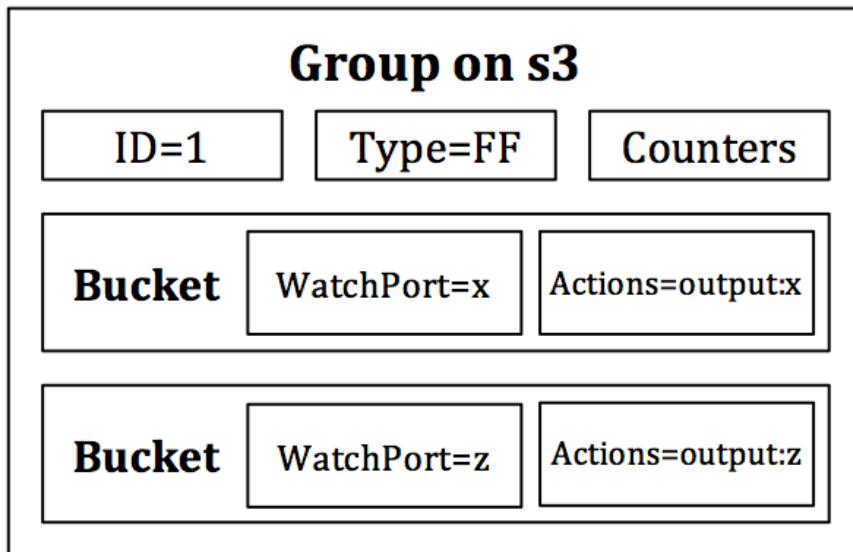 Group on s3
ID=1 Type=FF Counters
Bucket WatchPort=x Actions=output:x
Bucket WatchPort=z Actions=output:z